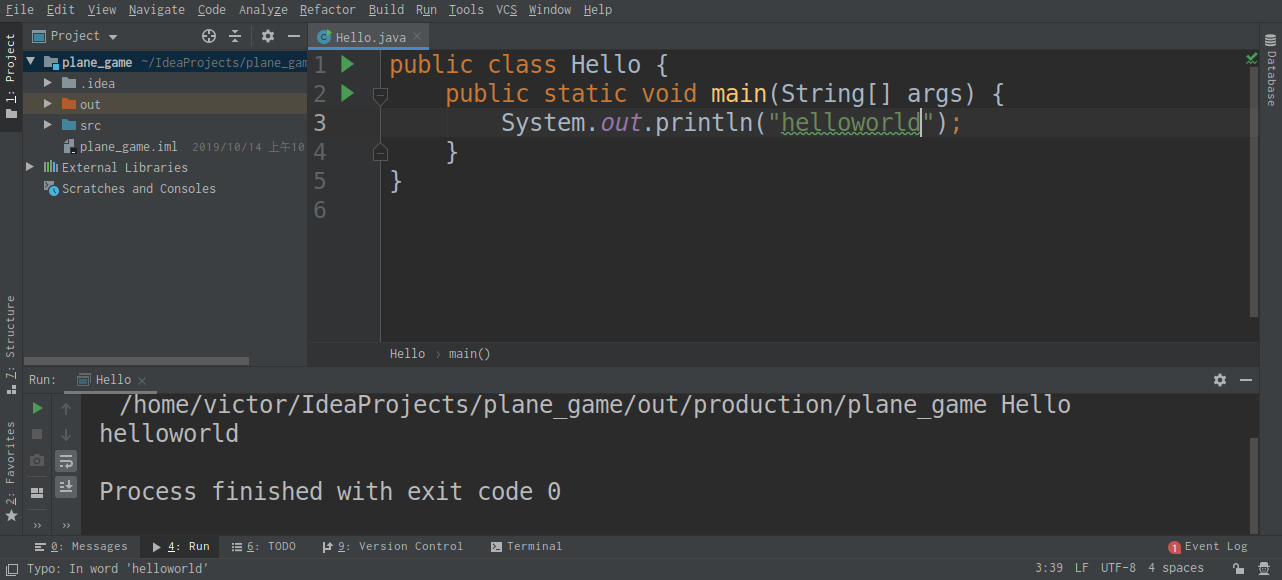 File Edit View Navigate Code Analyze Refactor Build Run Tools VCS Window Help
1: Project
Project
Hello.java
Database
plane_game ~/IdeaProjects/plane_gam
.idea
out
src
plane_game.iml 2019/10/14 上午10
External Libraries
Scratches and Consoles
1 public class Hello {
2 public static void main(String[] args) {
3 System.out.println("helloworld");
4 }
5 }
6
Hello › main()
7: Structure
2: Favorites
Run: Hello
/home/victor/IdeaProjects/plane_game/out/production/plane_game Hello
helloworld
Process finished with exit code 0
0: Messages 4: Run 6: TODO 9: Version Control Terminal 1 Event Log
Typo: In word 'helloworld' 3:39 LF UTF-8 4 spaces